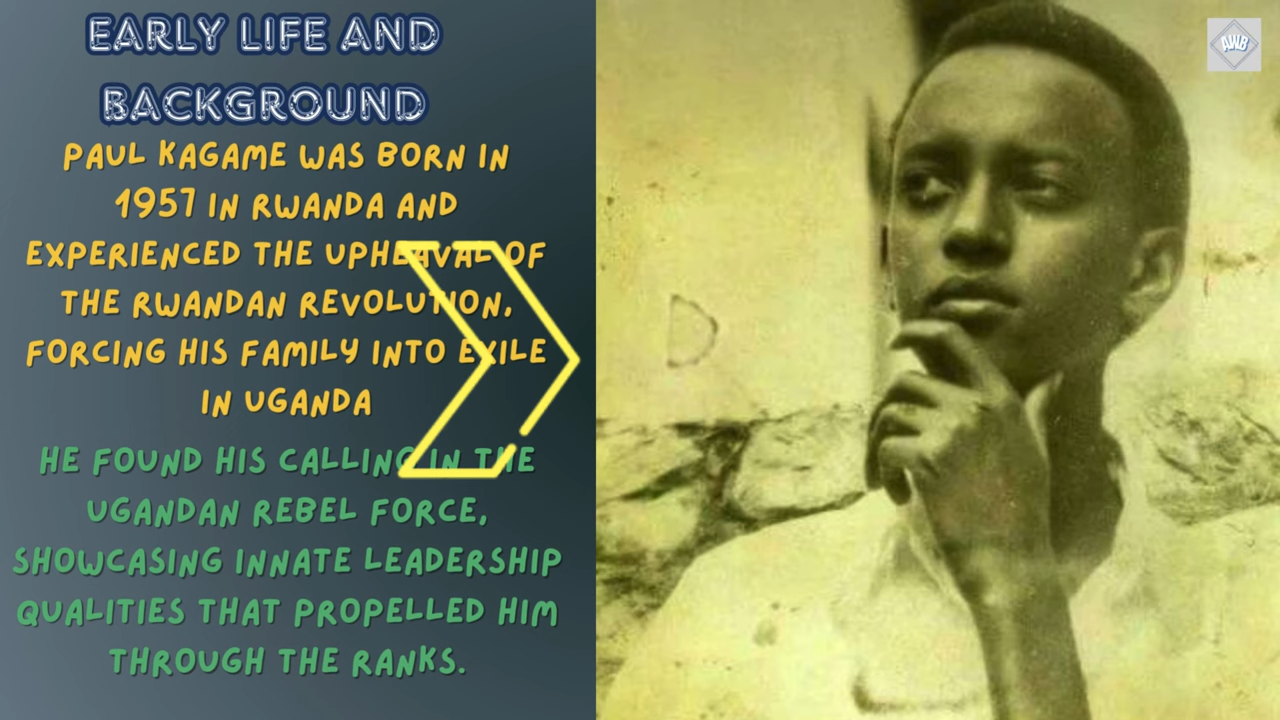 EARLY LIFE AND
BACKGROUND
PAUL KAGAME WAS BORN IN
1957 IN RWANDA AND
EXPERIENCED THE UPHEAVAL OF
THE RWANDAN REVOLUTION,
FORCING HIS FAMILY INTO EXILE
IN UGANDA
HE FOUND HIS CALLING IN THE
UGANDAN REBEL FORCE,
SHOWCASING INNATE LEADERSHIP
QUALITIES THAT PROPELLED HIM
THROUGH THE RANKS.
AWB